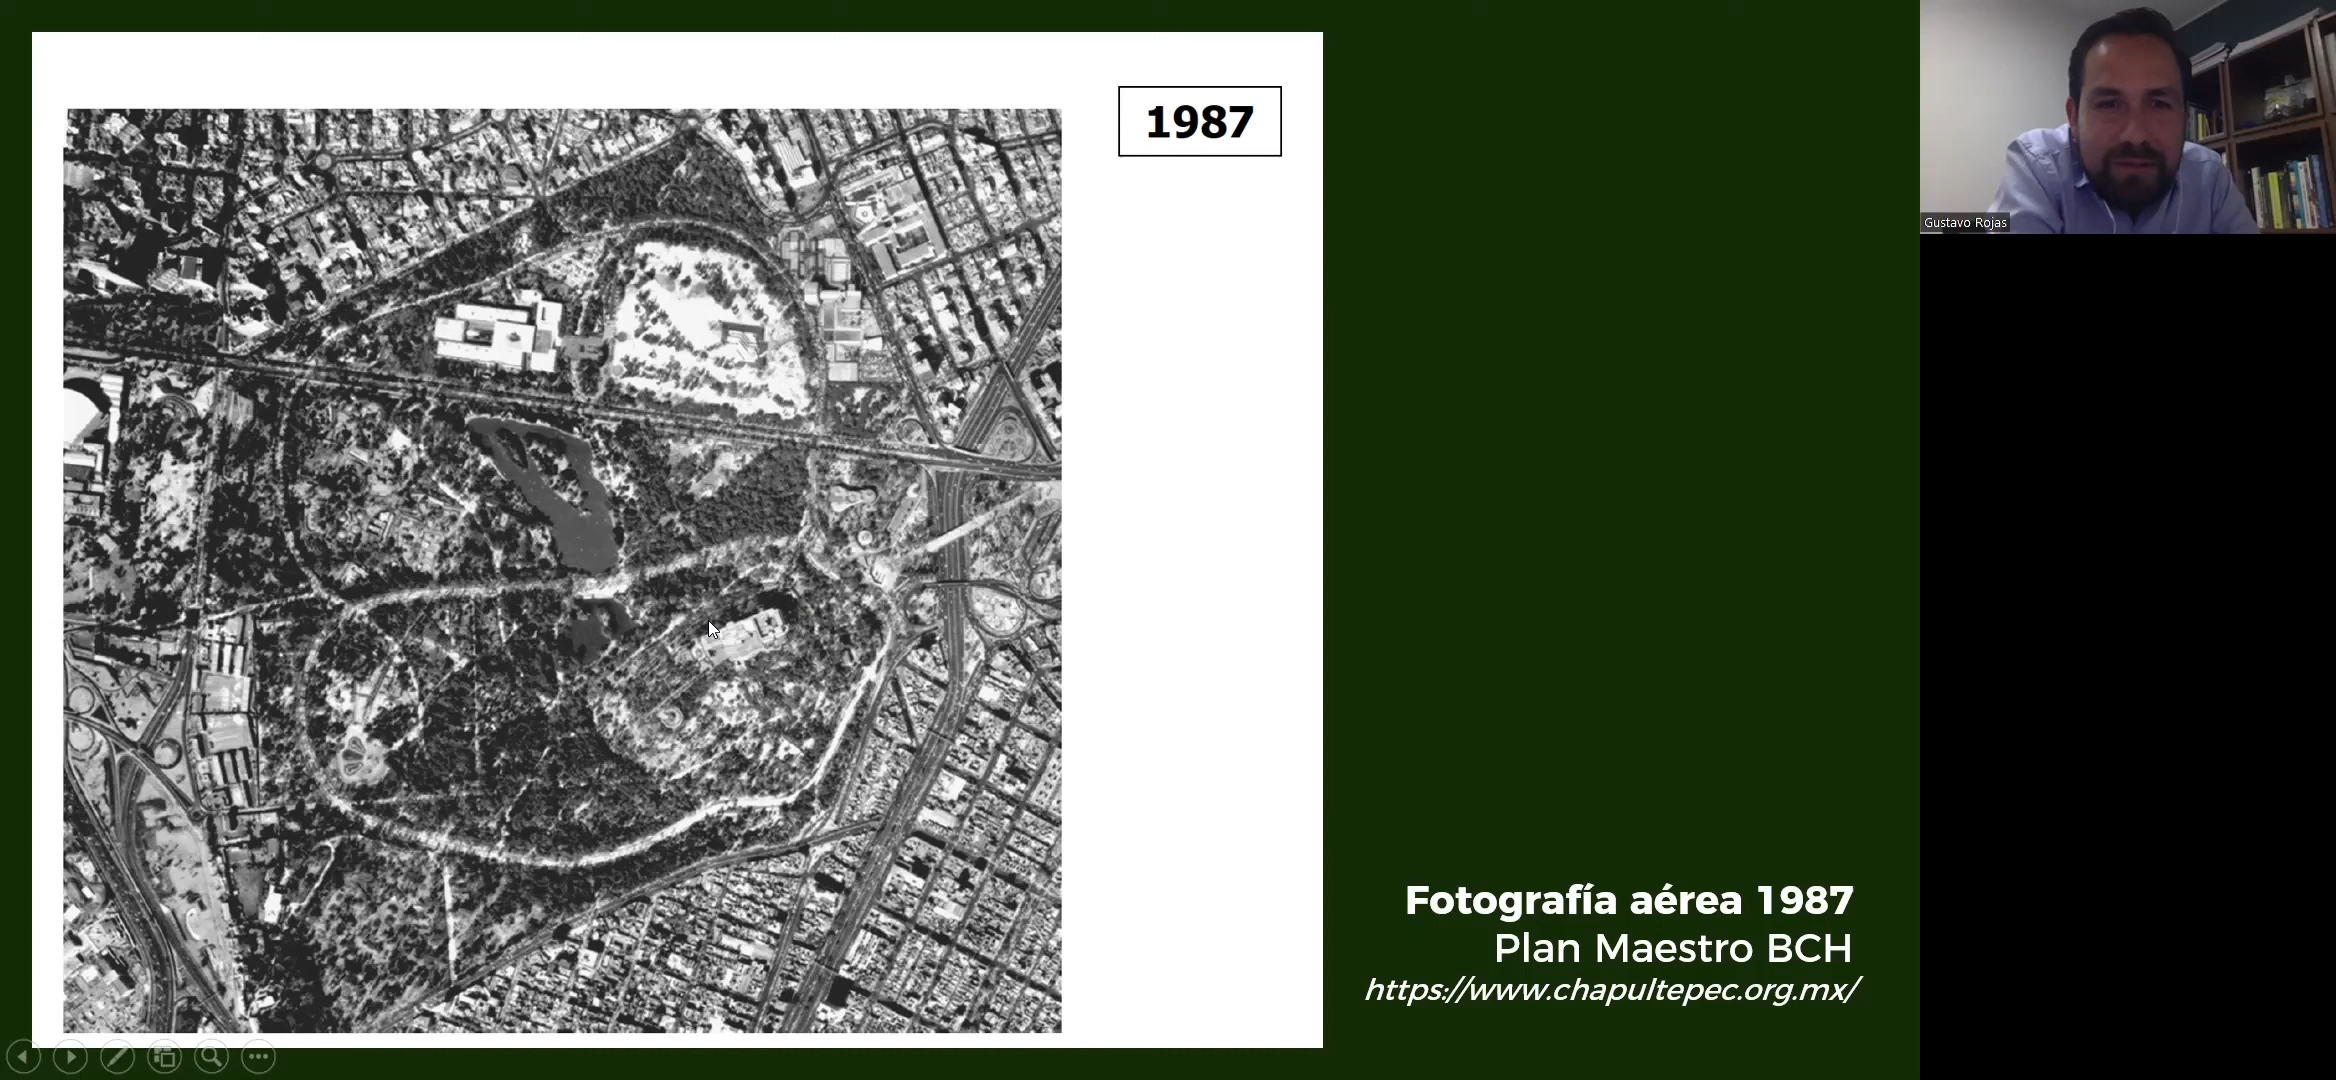 1987
Gustavo Rojas
Fotografía aérea 1987
Plan Maestro BCH
https://www.chapultepec.org.mx/